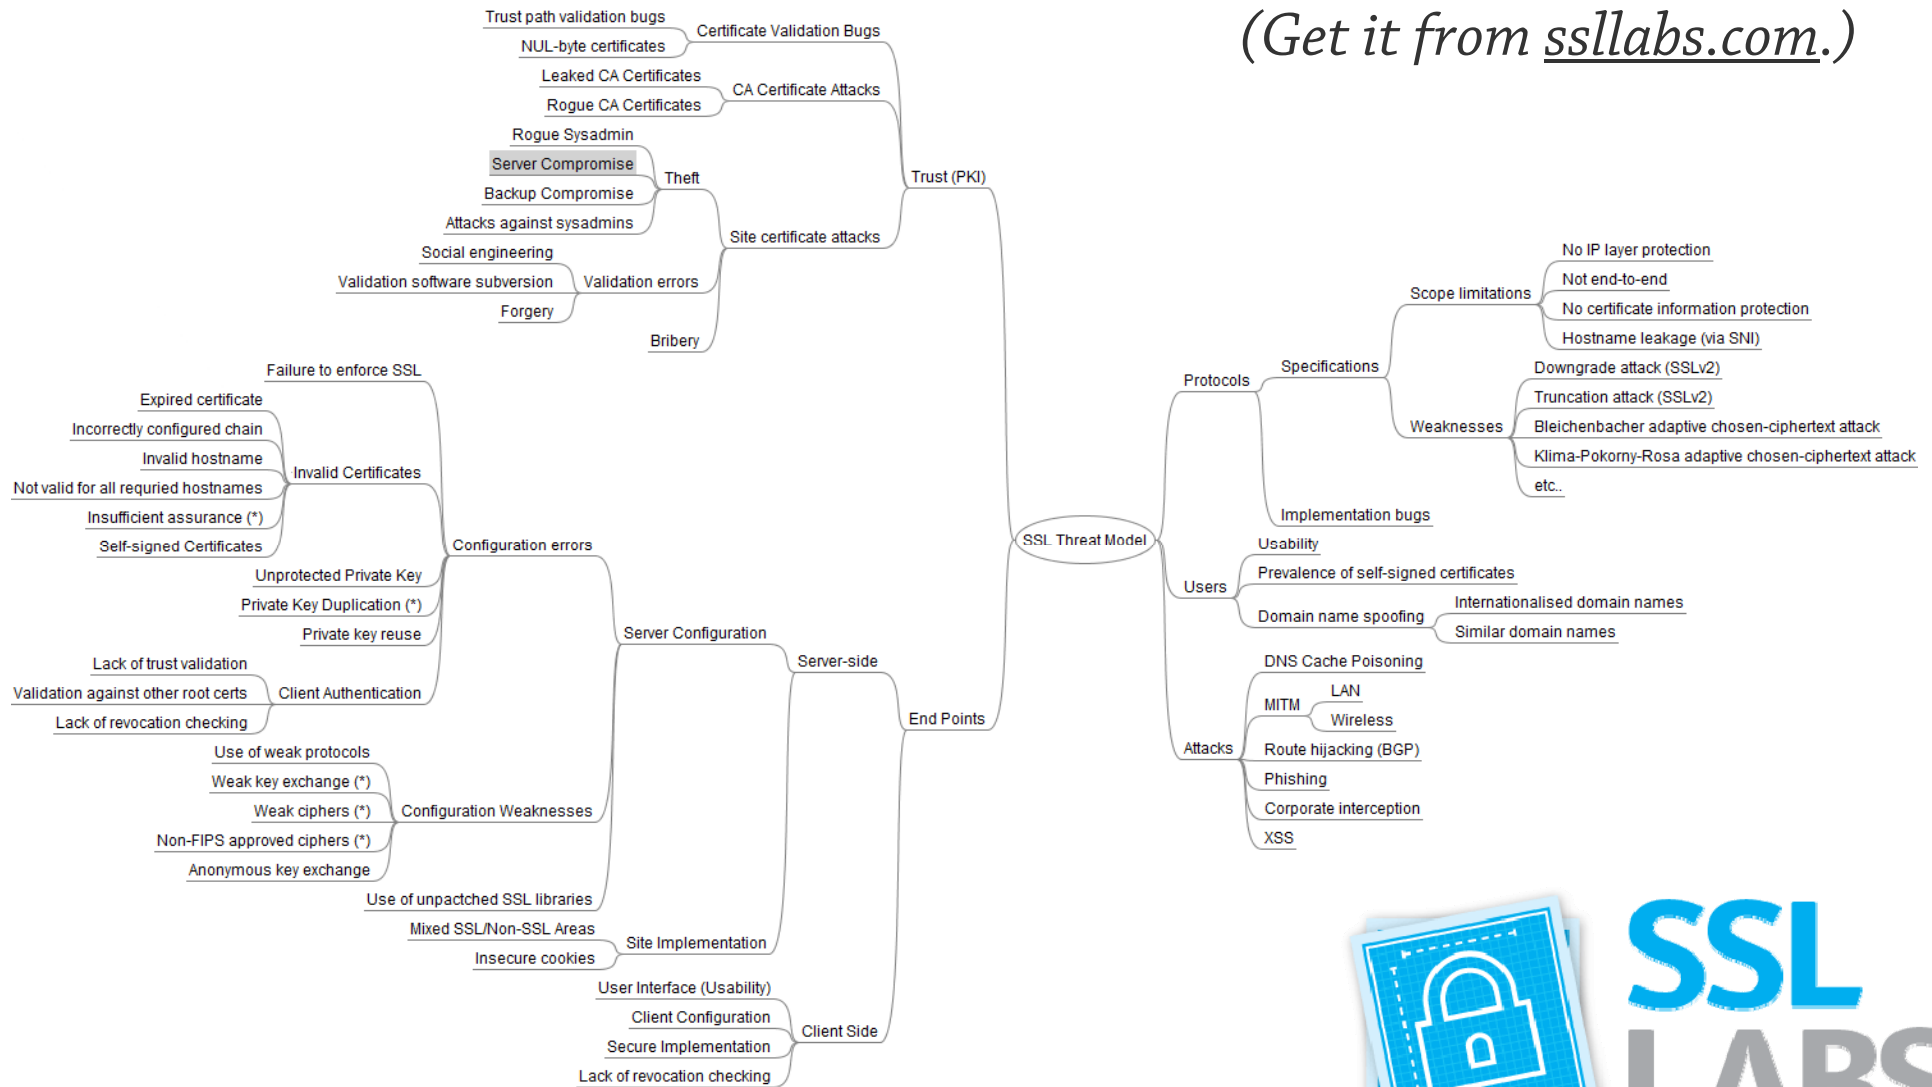 (Get it from ssllabs.com.)
Trust path validation bugs
NUL-byte certificates
Certificate Validation Bugs
Leaked CA Certificates
Rogue CA Certificates
CA Certificate Attacks
Rogue Sysadmin
Server Compromise
Backup Compromise
Attacks against sysadmins
Theft
Social engineering
Validation software subversion
Forgery
Validation errors
Bribery
Site certificate attacks
Trust (PKI)
Failure to enforce SSL
Expired certificate
Incorrectly configured chain
Invalid hostname
Not valid for all requried hostnames
Insufficient assurance (*)
Self-signed Certificates
Invalid Certificates
Unprotected Private Key
Private Key Duplication (*)
Private key reuse
Lack of trust validation
Validation against other root certs
Lack of revocation checking
Client Authentication
Configuration errors
Use of weak protocols
Weak key exchange (*)
Weak ciphers (*)
Non-FIPS approved ciphers (*)
Anonymous key exchange
Configuration Weaknesses
Use of unpactched SSL libraries
Server Configuration
Mixed SSL/Non-SSL Areas
Insecure cookies
Site Implementation
Server-side
User Interface (Usability)
Client Configuration
Secure Implementation
Lack of revocation checking
Client Side
End Points
SSL Threat Model
Protocols
Specifications
Scope limitations
No IP layer protection
Not end-to-end
No certificate information protection
Hostname leakage (via SNI)
Weaknesses
Downgrade attack (SSLv2)
Truncation attack (SSLv2)
Bleichenbacher adaptive chosen-ciphertext attack
Klima-Pokorny-Rosa adaptive chosen-ciphertext attack
etc..
Implementation bugs
Users
Usability
Prevalence of self-signed certificates
Domain name spoofing
Internationalised domain names
Similar domain names
Attacks
DNS Cache Poisoning
MITM
LAN
Wireless
Route hijacking (BGP)
Phishing
Corporate interception
XSS
SSL
LABS